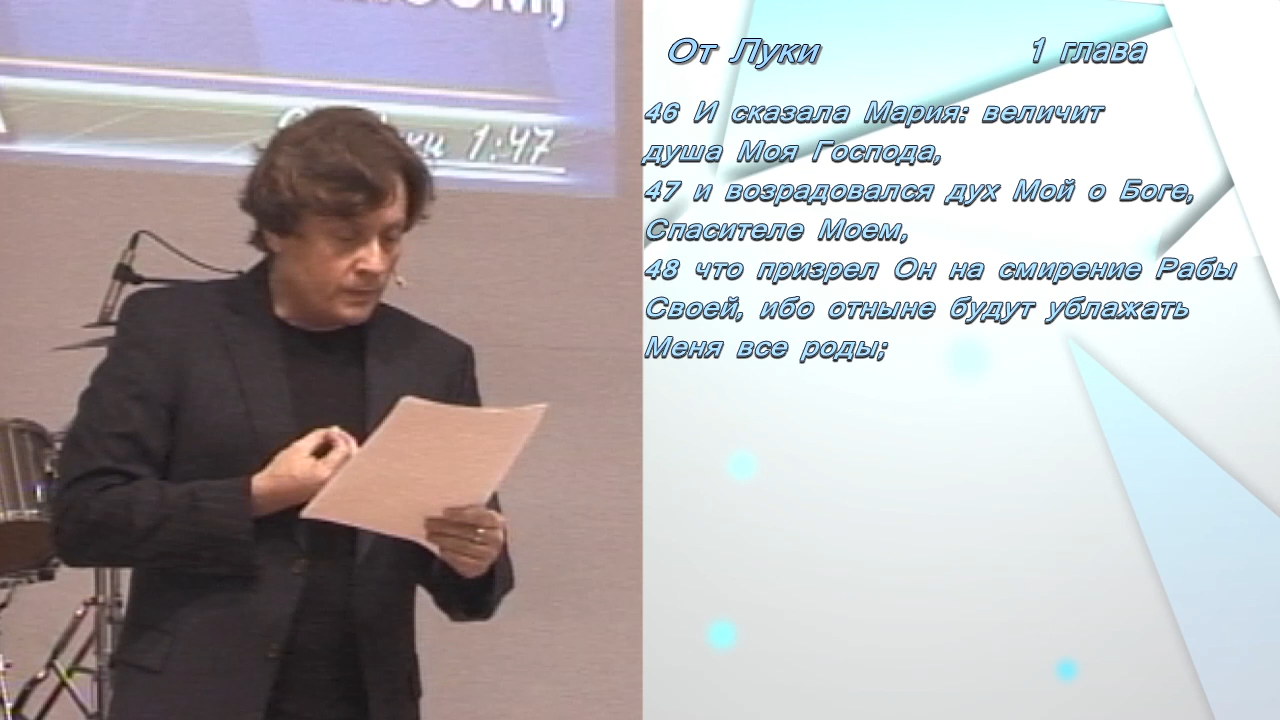 1:47
От Луки 1 глава
46 И сказала Мария: величит
душа Моя Господа,
47 и возрадовался дух Мой о Боге,
Спасителе Моем,
48 что призрел Он на смирение Рабы
Своей, ибо отныне будут ублажать
Меня все роды;